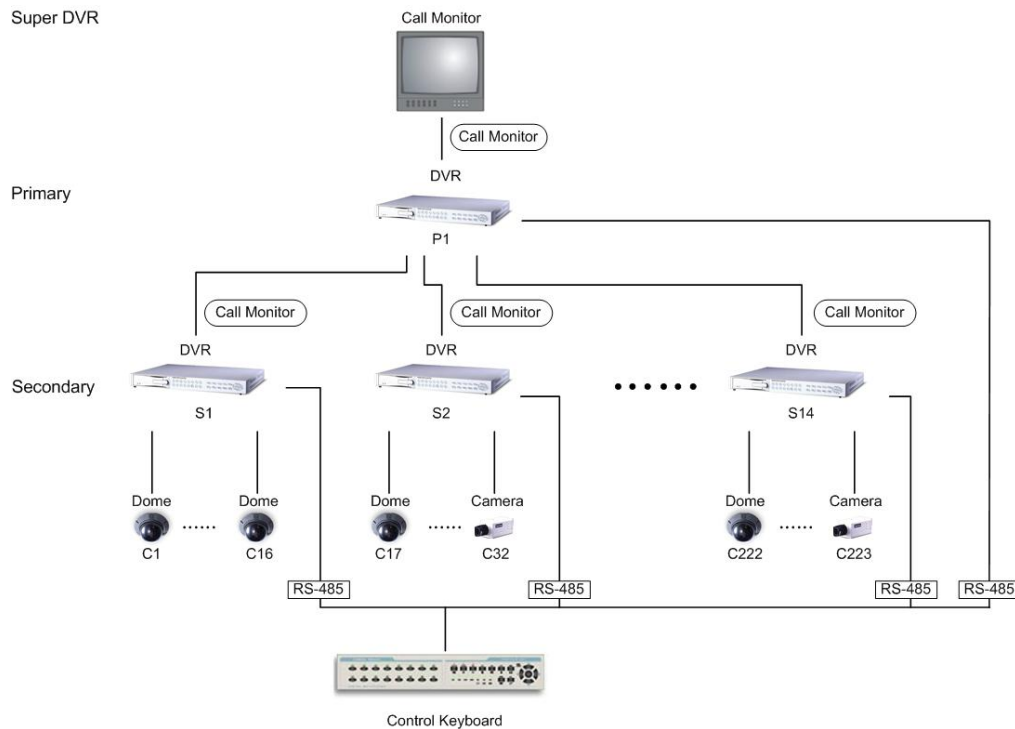 Super DVR
Call Monitor
Call Monitor
DVR
Primary
P1
Call Monitor
Call Monitor
Call Monitor
DVR
DVR
DVR
Secondary
S1
S2
S14
Dome
Dome
Dome
Camera
Dome
Camera
C1
C16
C17
C32
C222
C223
RS-485
RS-485
RS-485
RS-485
Control Keyboard